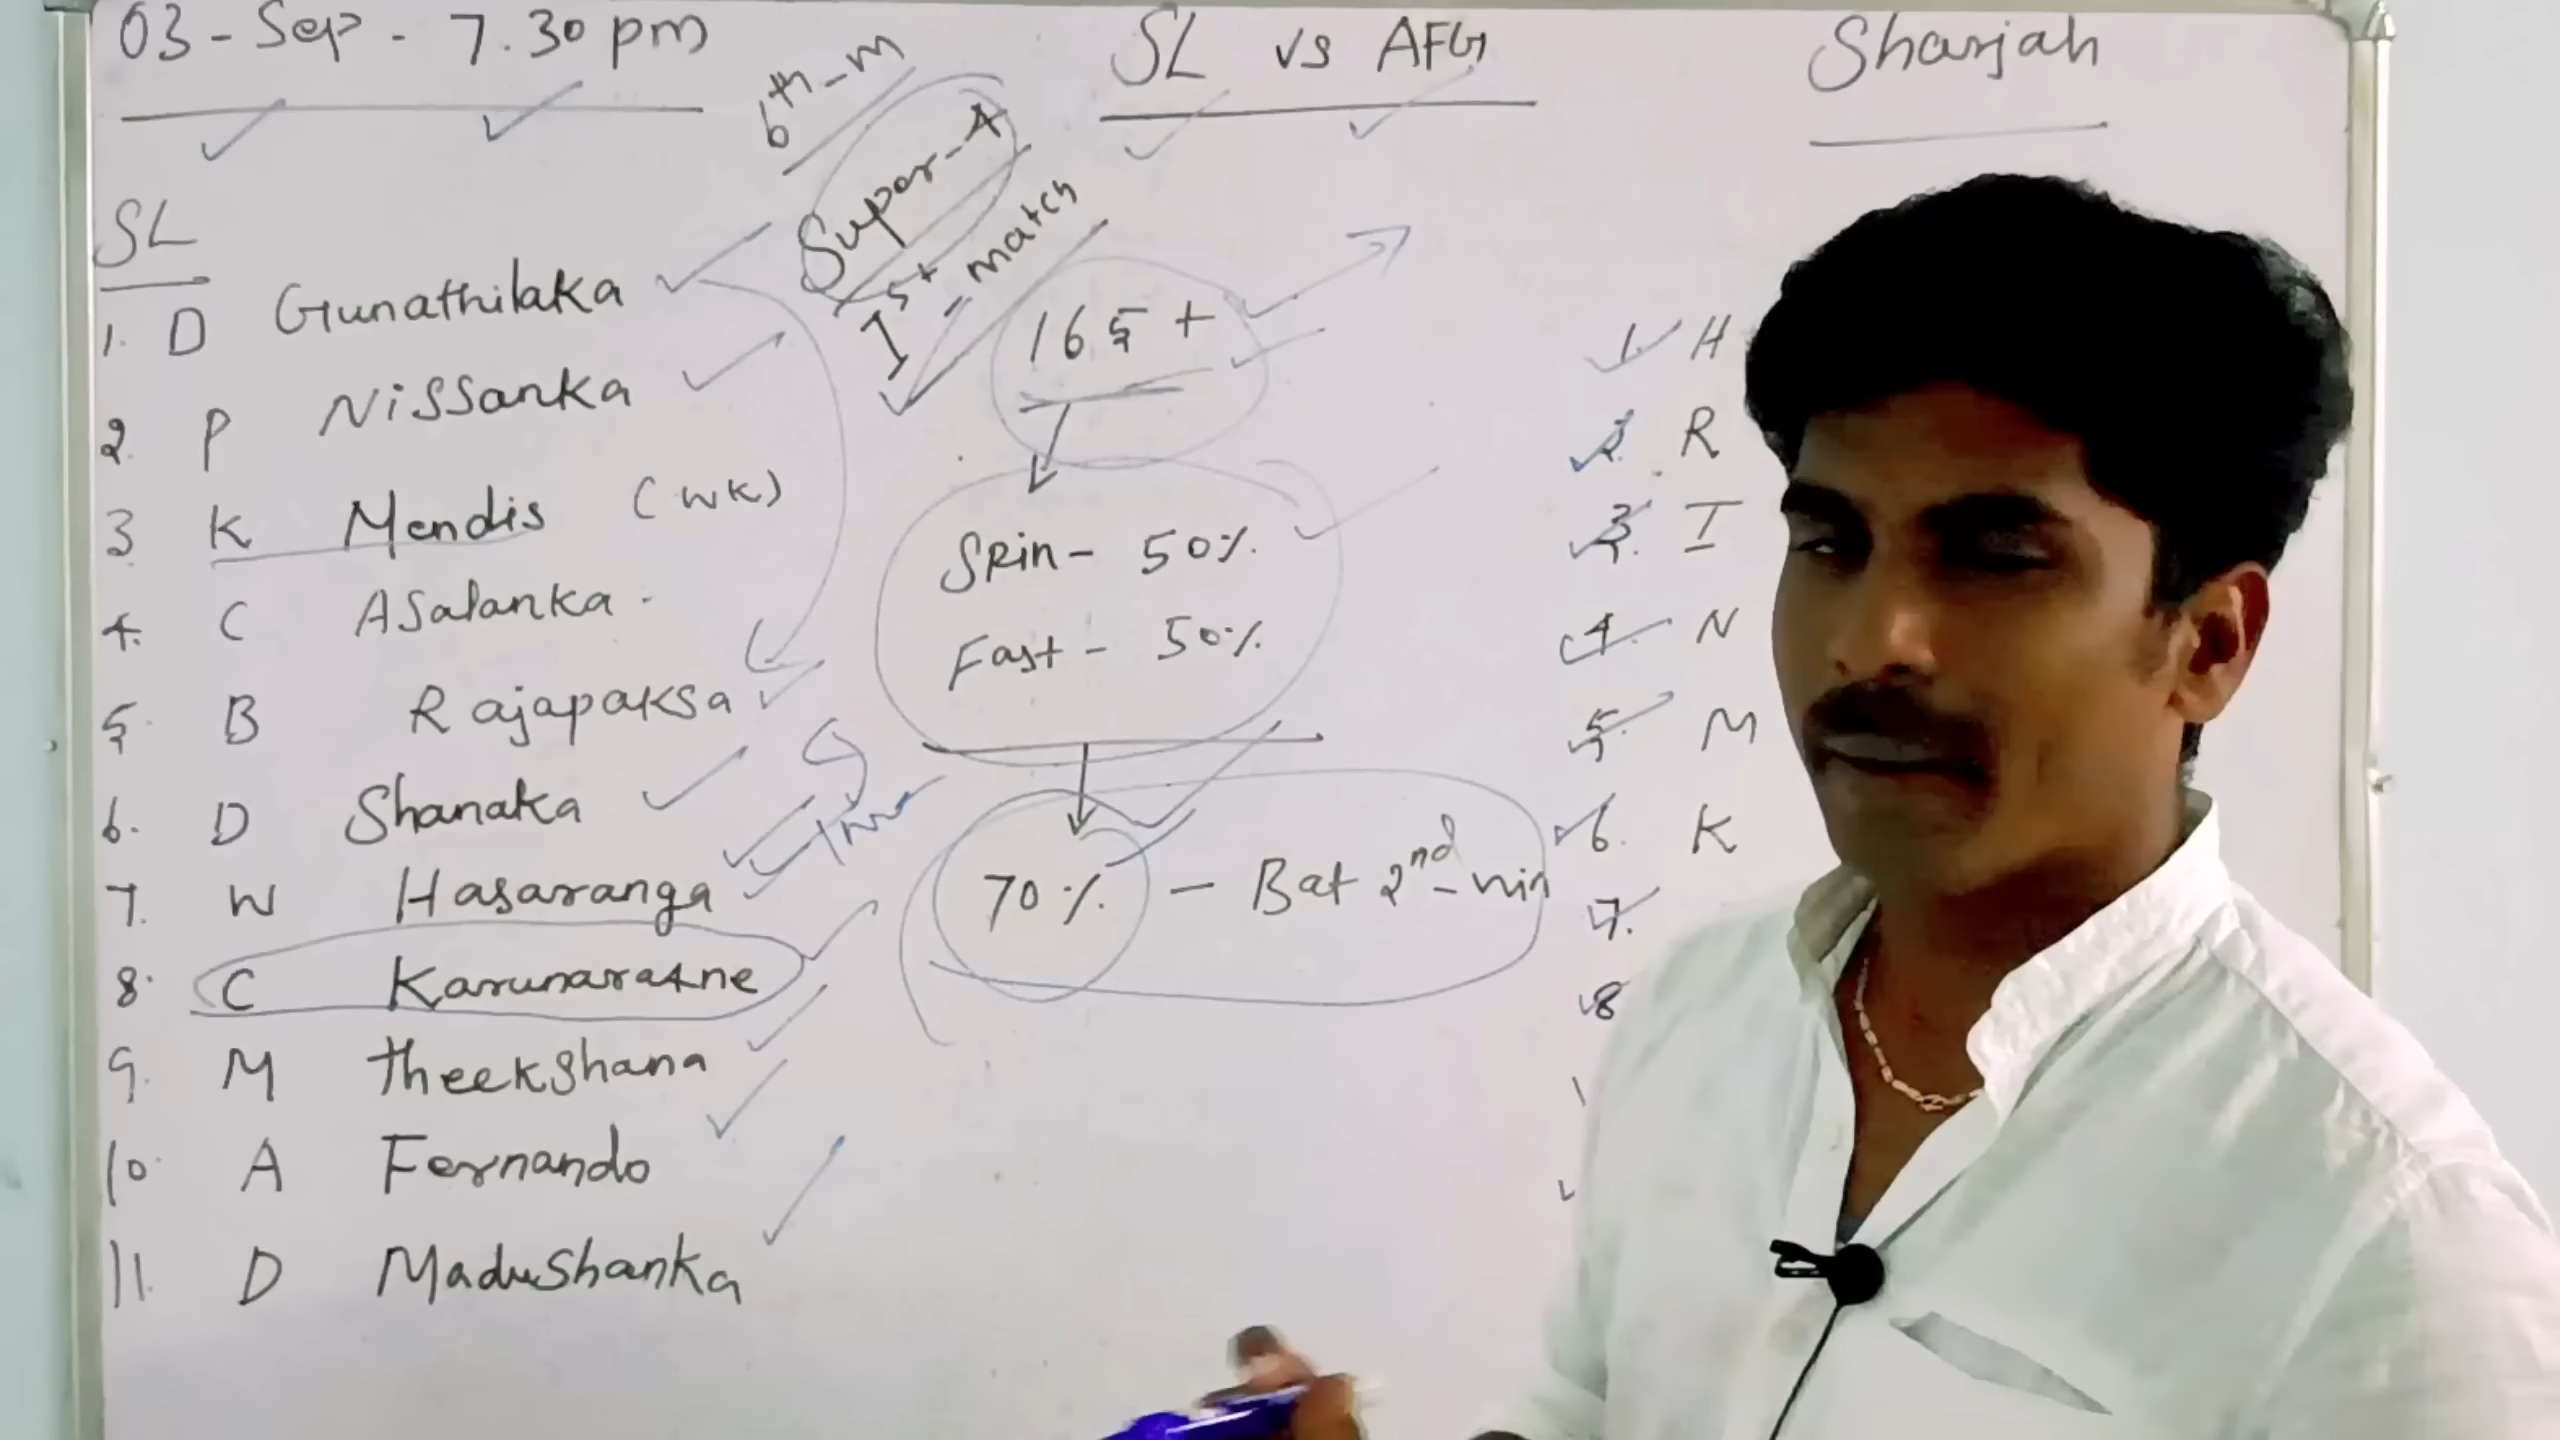 03 - Sep - 7.30 pm
SL vs AFG
Sharjah
6th - m
Super - 4
1st - match
SL
1. D Gunathilaka
2. P Nissanka
3 K Mendis (WK)
4. C Asalanka
5. B Rajapaksa
6. D Shanaka
7. W Hasaranga
8. C Karunaratne
9. M theekshana
10. A Fernando
11. D Madushanka
165 +
Spin - 50%
Fast - 50%
70% - Bat 2nd - win
1. H
2. R
3. I
4. N
5. M
6. K
7.
8